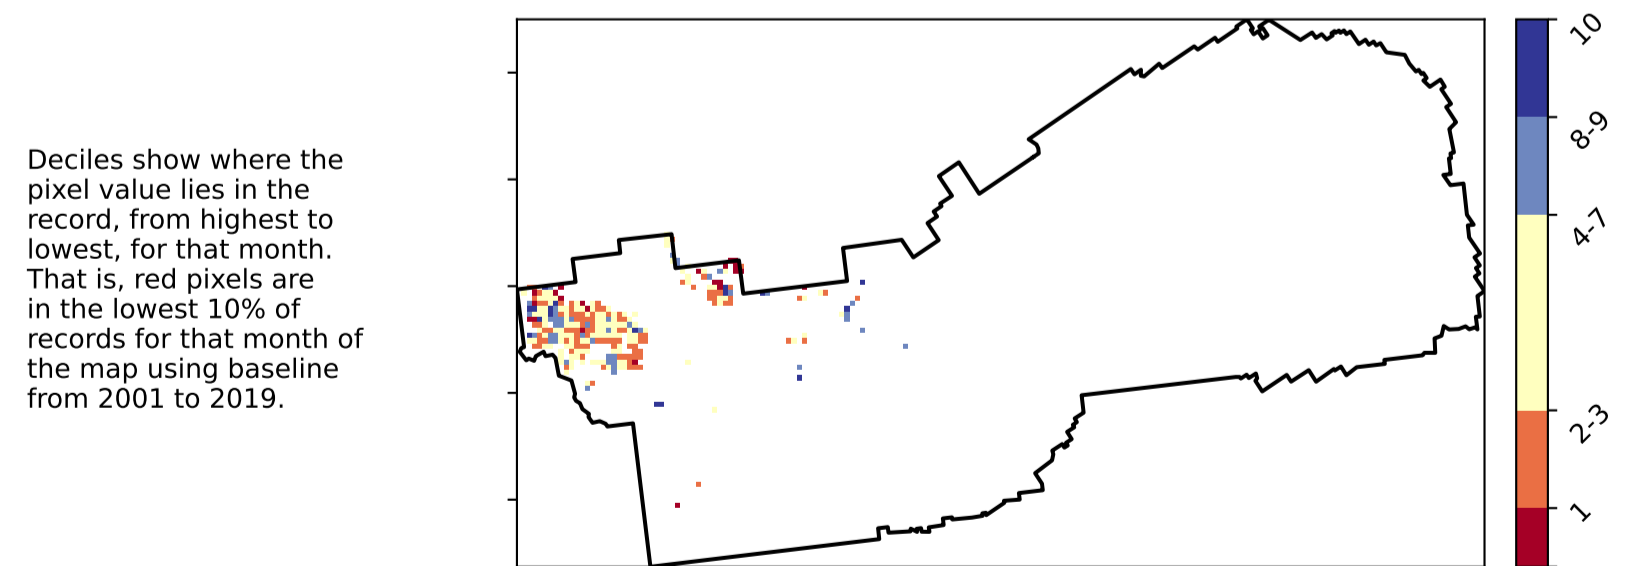 Deciles show where the
pixel value lies in the
record, from highest to
lowest, for that month.
That is, red pixels are
in the lowest 10% of
records for that month of
the map using baseline
from 2001 to 2019.
10
8-9
4-7
2-3
1